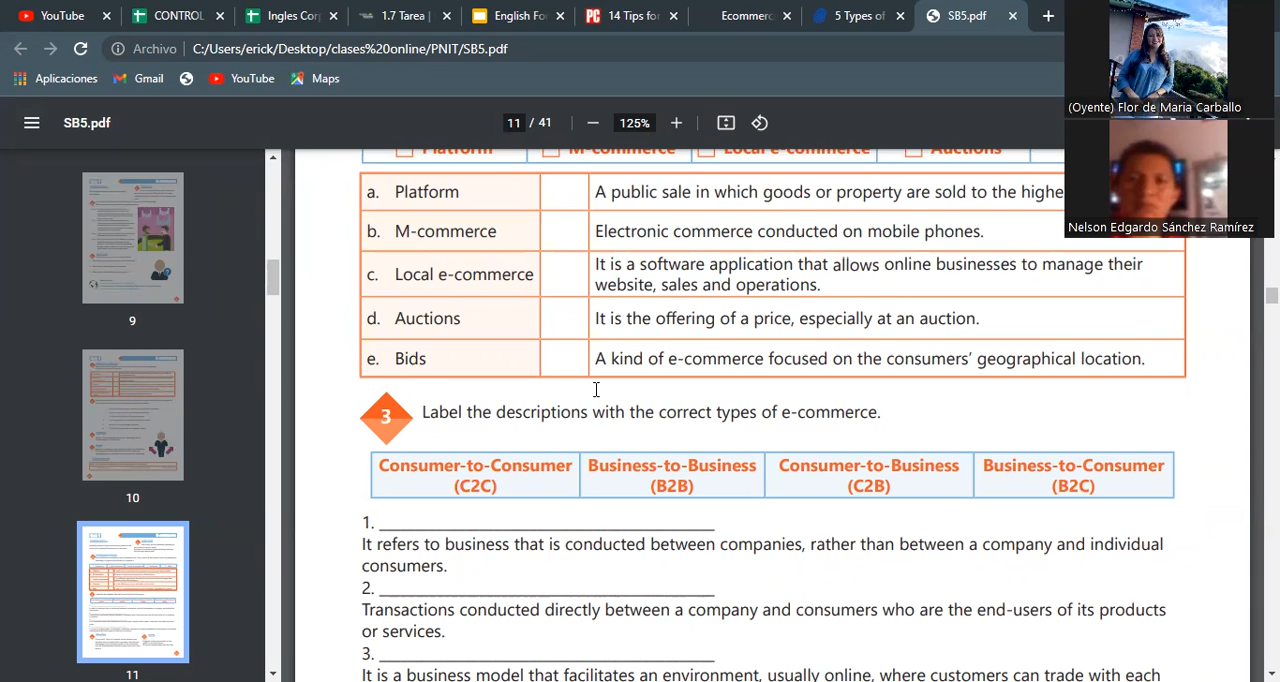 YouTube
CONTROL
Ingles Cor
1.7 Tarea |
English Fo
14 Tips for
Ecommerc
5 Types of
SB5.pdf
Archivo
C:/Users/erick/Desktop/clases%20online/PNIT/SB5.pdf
Aplicaciones
Gmail
YouTube
Maps
SB5.pdf
11 / 41
125%
(Oyente) Flor de Maria Carballo
Nelson Edgardo Sánchez Ramírez
9
10
11
Platform M-commerce Local e-commerce Auctions
a. Platform A public sale in which goods or property are sold to the highe
b. M-commerce Electronic commerce conducted on mobile phones.
c. Local e-commerce It is a software application that allows online businesses to manage their
website, sales and operations.
d. Auctions It is the offering of a price, especially at an auction.
e. Bids A kind of e-commerce focused on the consumers’ geographical location.
3 Label the descriptions with the correct types of e-commerce.
Consumer-to-Consumer Business-to-Business Consumer-to-Business Business-to-Consumer
(C2C) (B2B) (C2B) (B2C)
1. ______________________________
It refers to business that is conducted between companies rather than between a company and individual
consumers.
2. ______________________________
Transactions conducted directly between a company and consumers who are the end-users of its products
or services.
3. ______________________________
It is a business model that facilitates an environment, usually online, where customers can trade with each